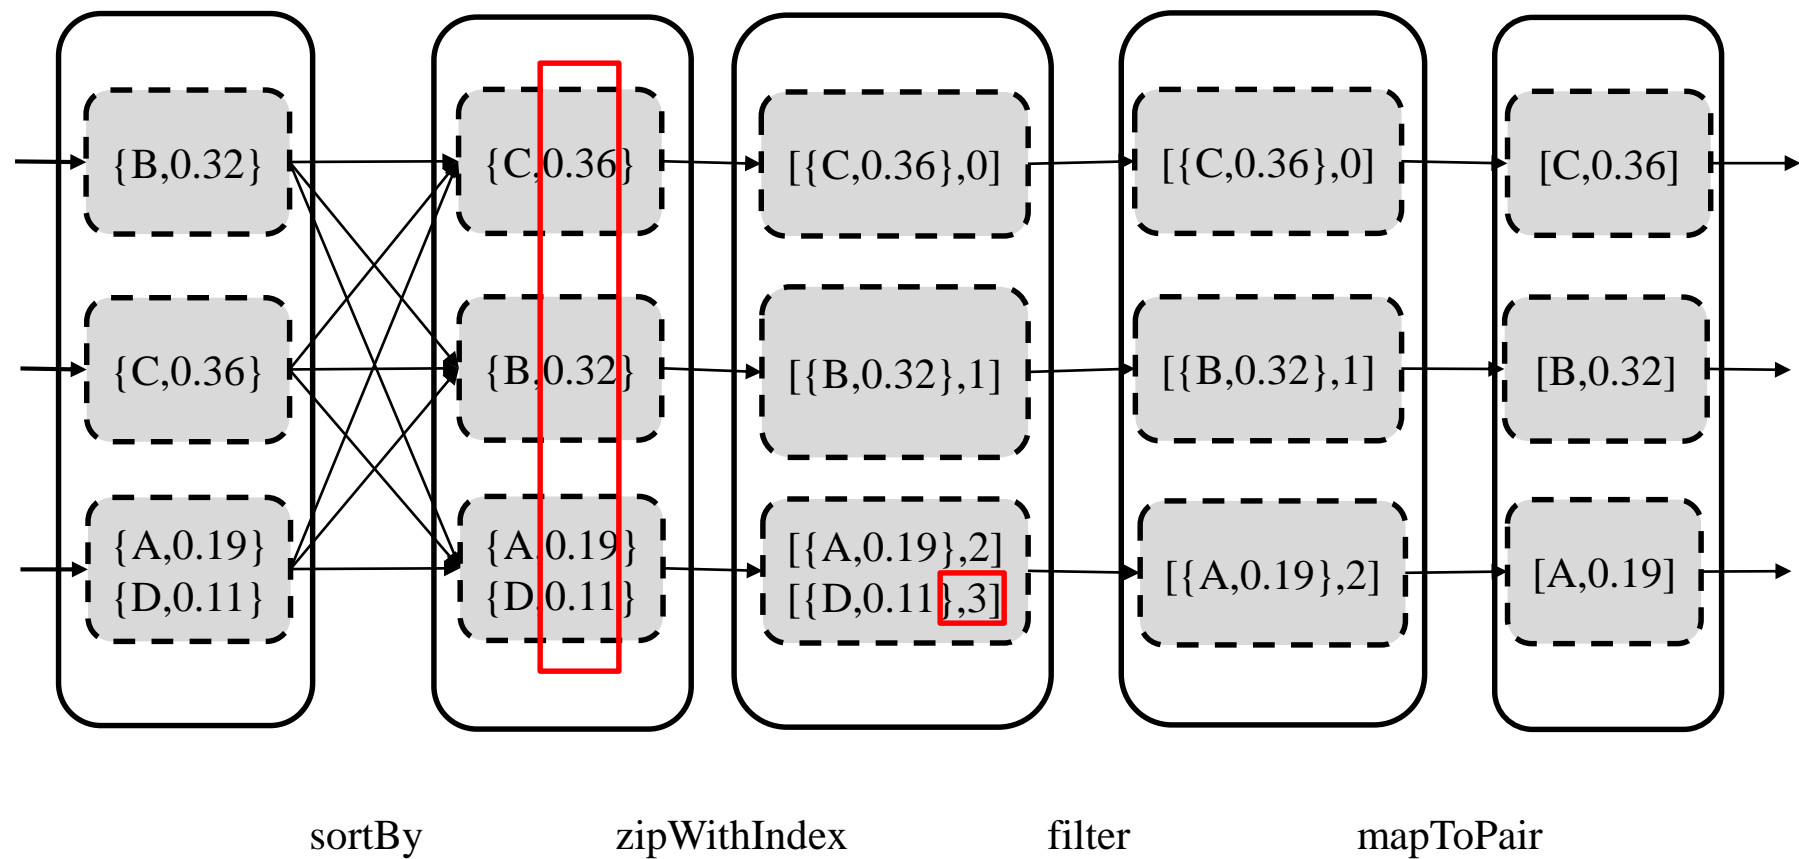 {B,0.32}
{C,0.36}
{A,0.19}
{D,0.11}
{C,0.36}
{B,0.32}
{A,0.19}
{D,0.11}
[{C,0.36},0]
[{B,0.32},1]
[{A,0.19},2]
[{D,0.11},3]
[{C,0.36},0]
[{B,0.32},1]
[{A,0.19},2]
[C,0.36]
[B,0.32]
[A,0.19]
sortBy
zipWithIndex
filter
mapToPair